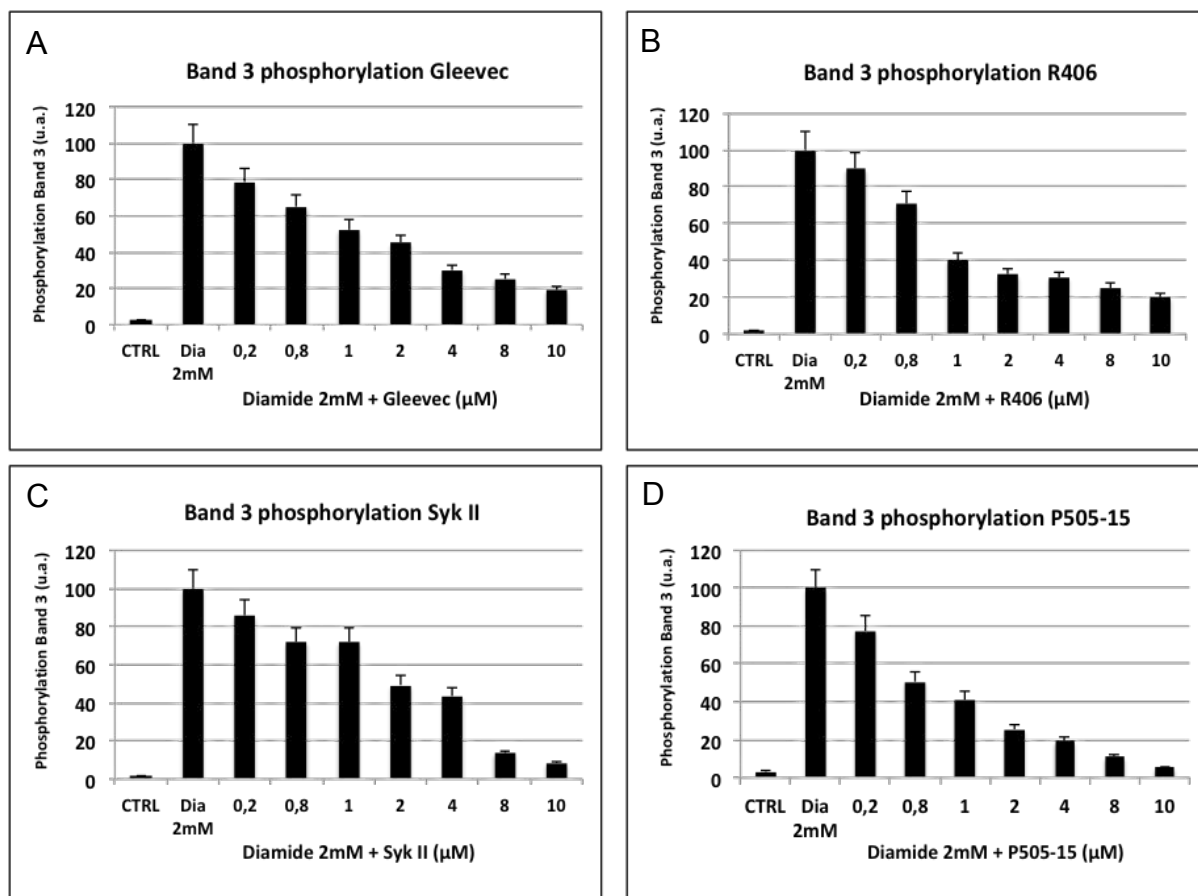 A
Band 3 phosphorylation Gleevec
Phosphorylation Band 3 (u.a.)
120
100
80
60
40
20
0
CTRL Dia 0,2 0,8 1 2 4 8 10
2mM
Diamide 2mM + Gleevec (µM)
B
Band 3 phosphorylation R406
Phosphorylation Band 3 (u.a.)
120
100
80
60
40
20
0
CTRL Dia 0,2 0,8 1 2 4 8 10
2mM
Diamide 2mM + R406 (µM)
C
Band 3 phosphorylation Syk II
Phosphorylation Band 3 (u.a.)
120
100
80
60
40
20
0
CTRL Dia 0,2 0,8 1 2 4 8 10
2mM
Diamide 2mM + Syk II (µM)
D
Band 3 phosphorylation P505-15
Phosphorylation Band 3 (u.a.)
120
100
80
60
40
20
0
CTRL Dia 0,2 0,8 1 2 4 8 10
2mM
Diamide 2mM + P505-15 (µM)